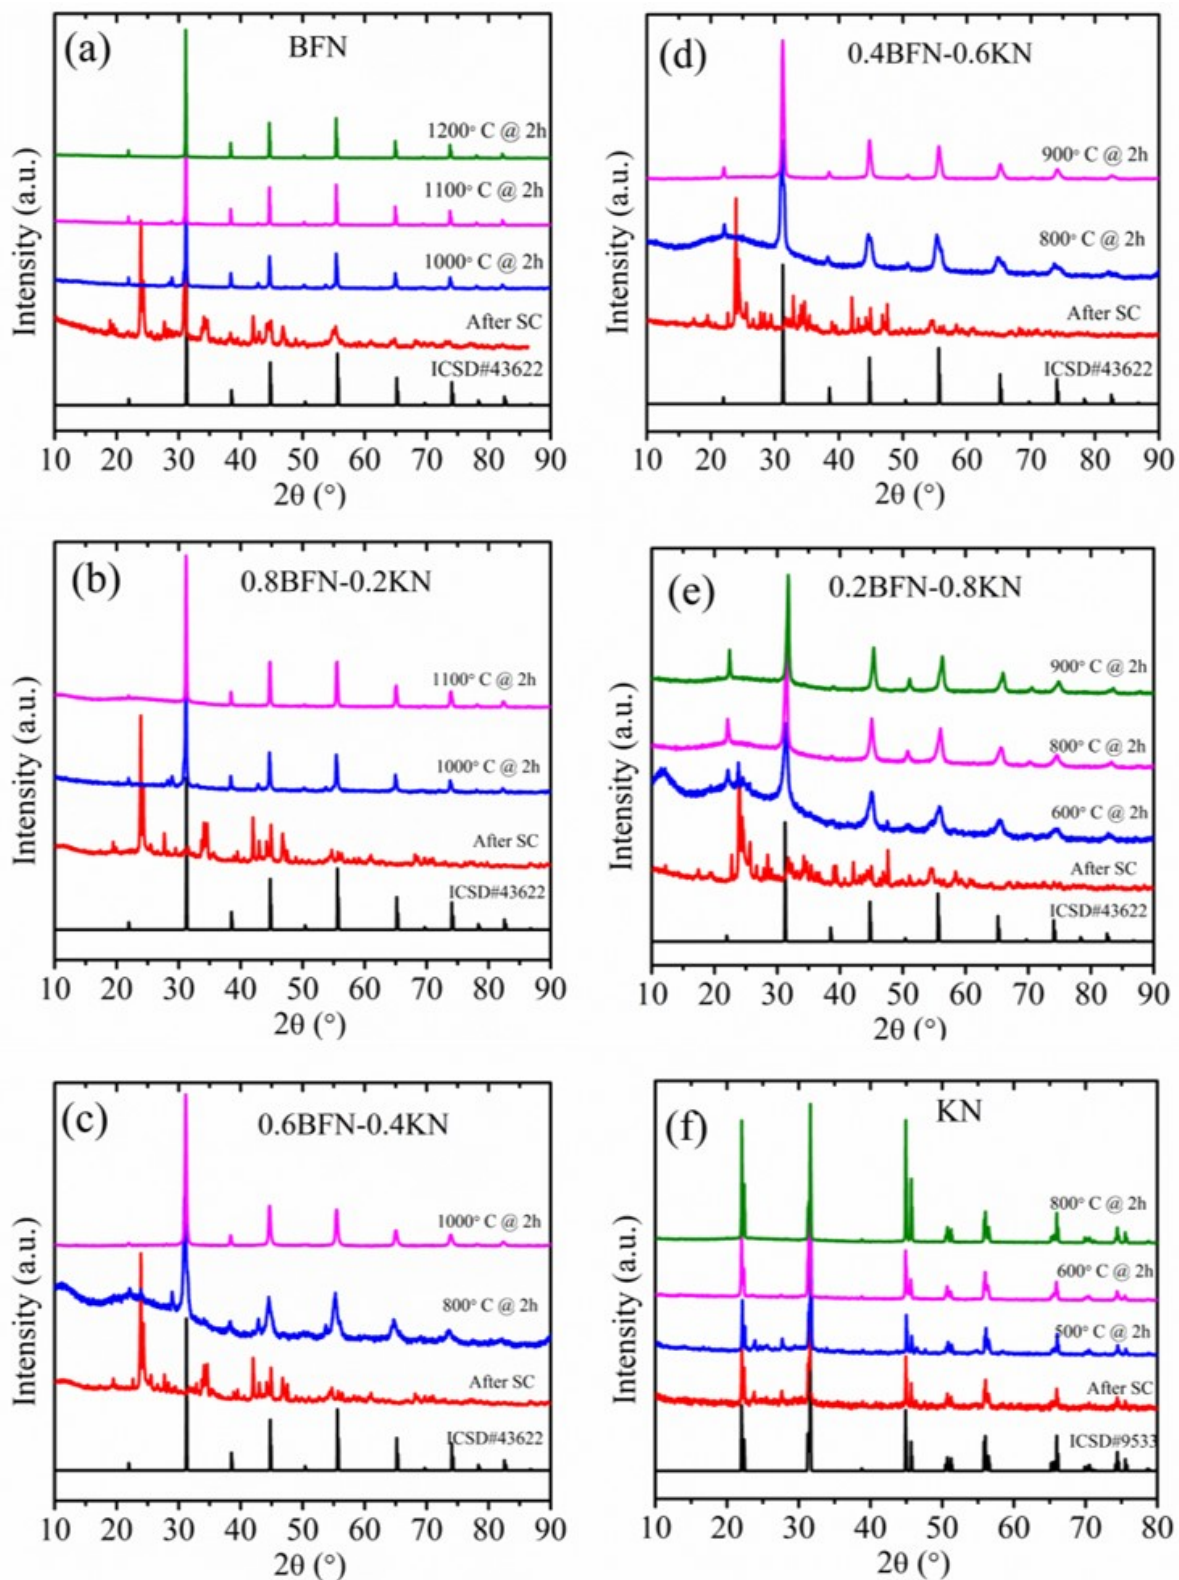 (a) BFN
1200° C @ 2h
1100° C @ 2h
1000° C @ 2h
After SC
ICSD#43622
Intensity (a.u.)
10 20 30 40 50 60 70 80 90
2θ (°)
(d) 0.4BFN-0.6KN
900° C @ 2h
800° C @ 2h
After SC
ICSD#43622
Intensity (a.u.)
10 20 30 40 50 60 70 80 90
2θ (°)
(b) 0.8BFN-0.2KN
1100° C @ 2h
1000° C @ 2h
After SC
ICSD#43622
Intensity (a.u.)
10 20 30 40 50 60 70 80 90
2θ (°)
(e) 0.2BFN-0.8KN
900° C @ 2h
800° C @ 2h
600° C @ 2h
After SC
ICSD#43622
Intensity (a.u.)
10 20 30 40 50 60 70 80 90
2θ (°)
(c) 0.6BFN-0.4KN
1000° C @ 2h
800° C @ 2h
After SC
ICSD#43622
Intensity (a.u.)
10 20 30 40 50 60 70 80 90
2θ (°)
(f) KN
800° C @ 2h
600° C @ 2h
500° C @ 2h
After SC
ICSD#9533
Intensity (a.u.)
10 20 30 40 50 60 70 80
2θ (°)